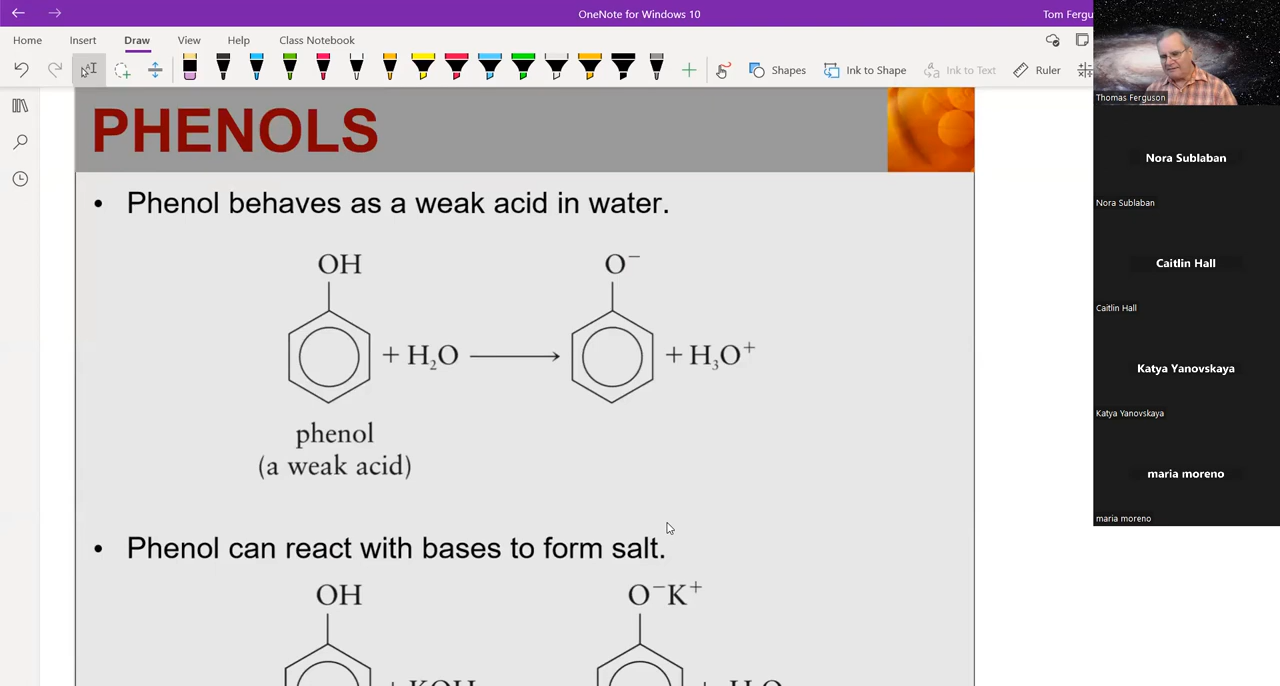 OneNote for Windows 10
Tom Fergu
Home Insert Draw View Help Class Notebook
Shapes Ink to Shape Ink to Text Ruler
Thomas Ferguson
Nora Sublaban
Nora Sublaban
Caitlin Hall
Caitlin Hall
Katya Yanovskaya
Katya Yanovskaya
maria moreno
maria moreno
PHENOLS
• Phenol behaves as a weak acid in water.
OH O⁻
+ H₂O ⟶ + H₃O⁺
phenol
(a weak acid)
• Phenol can react with bases to form salt.
OH O⁻K⁺
+ KOH + H₂O